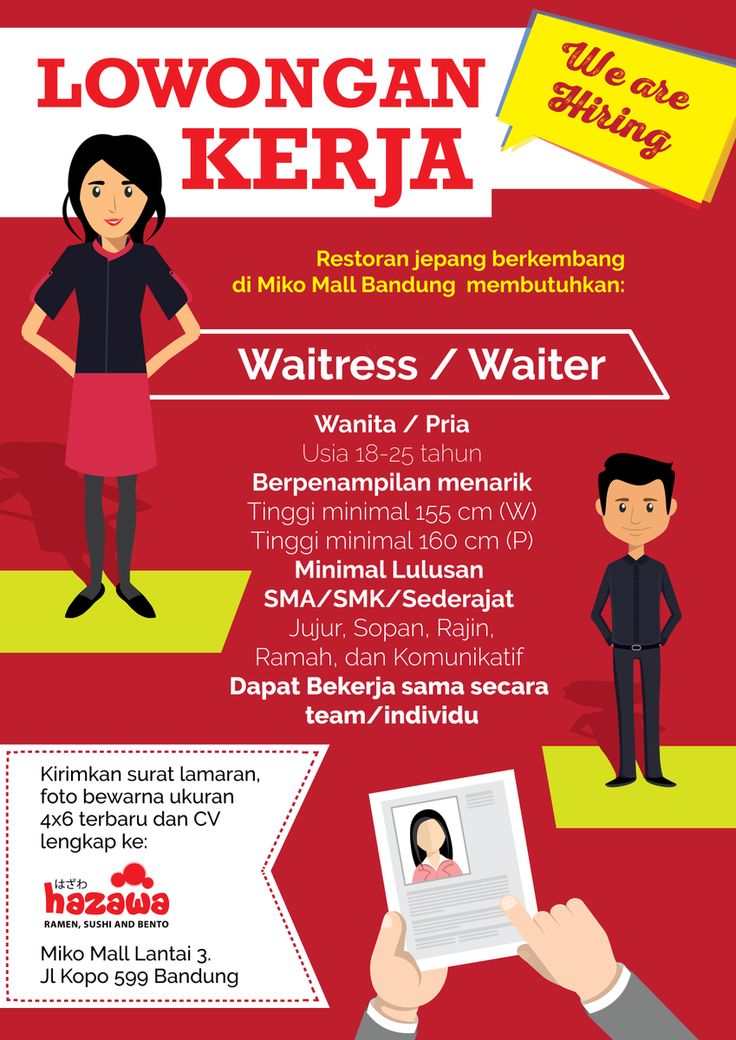 LOWONGAN
KERJA
We are
Hiring
Restoran jepang berkembang
di Miko Mall Bandung membutuhkan:
Waitress / Waiter
Wanita / Pria
Usia 18-25 tahun
Berpenampilan menarik
Tinggi minimal 155 cm (W)
Tinggi minimal 160 cm (P)
Minimal Lulusan
SMA/SMK/Sederajat
Jujur, Sopan, Rajin,
Ramah, dan Komunikatif
Dapat Bekerja sama secara
team/individu
Kirimkan surat lamaran,
foto bewarna ukuran
4x6 terbaru dan CV
lengkap ke:
はざわ
hazawa
RAMEN, SUSHI AND BENTO
Miko Mall Lantai 3.
Jl Kopo 599 Bandung